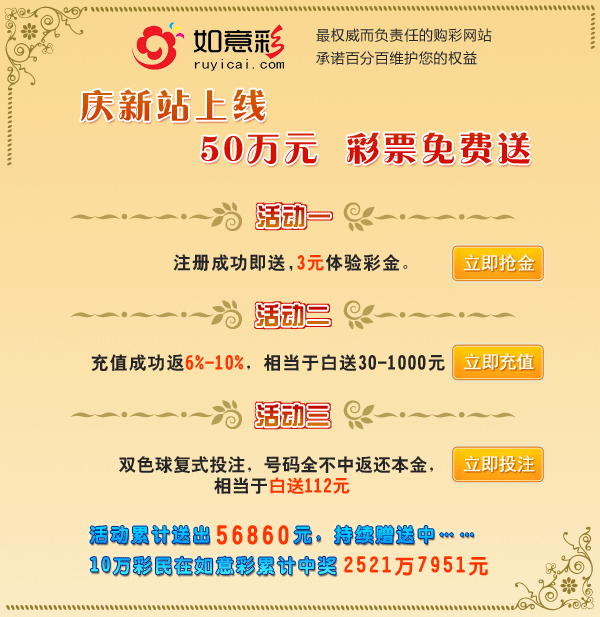 如意彩
ruyicai.com
最权威而负责任的购彩网站
承诺百分百维护您的权益
庆新站上线
50万元 彩票免费送
活动一
注册成功即送,3元体验彩金。
立即抢金
活动二
充值成功返6%-10%，相当于白送30-1000元
立即充值
活动三
双色球复式投注，号码全不中返还本金，
相当于白送112元
立即投注
活动累计送出56860元，持续赠送中……
10万彩民在如意彩累计中奖 2521万7951元